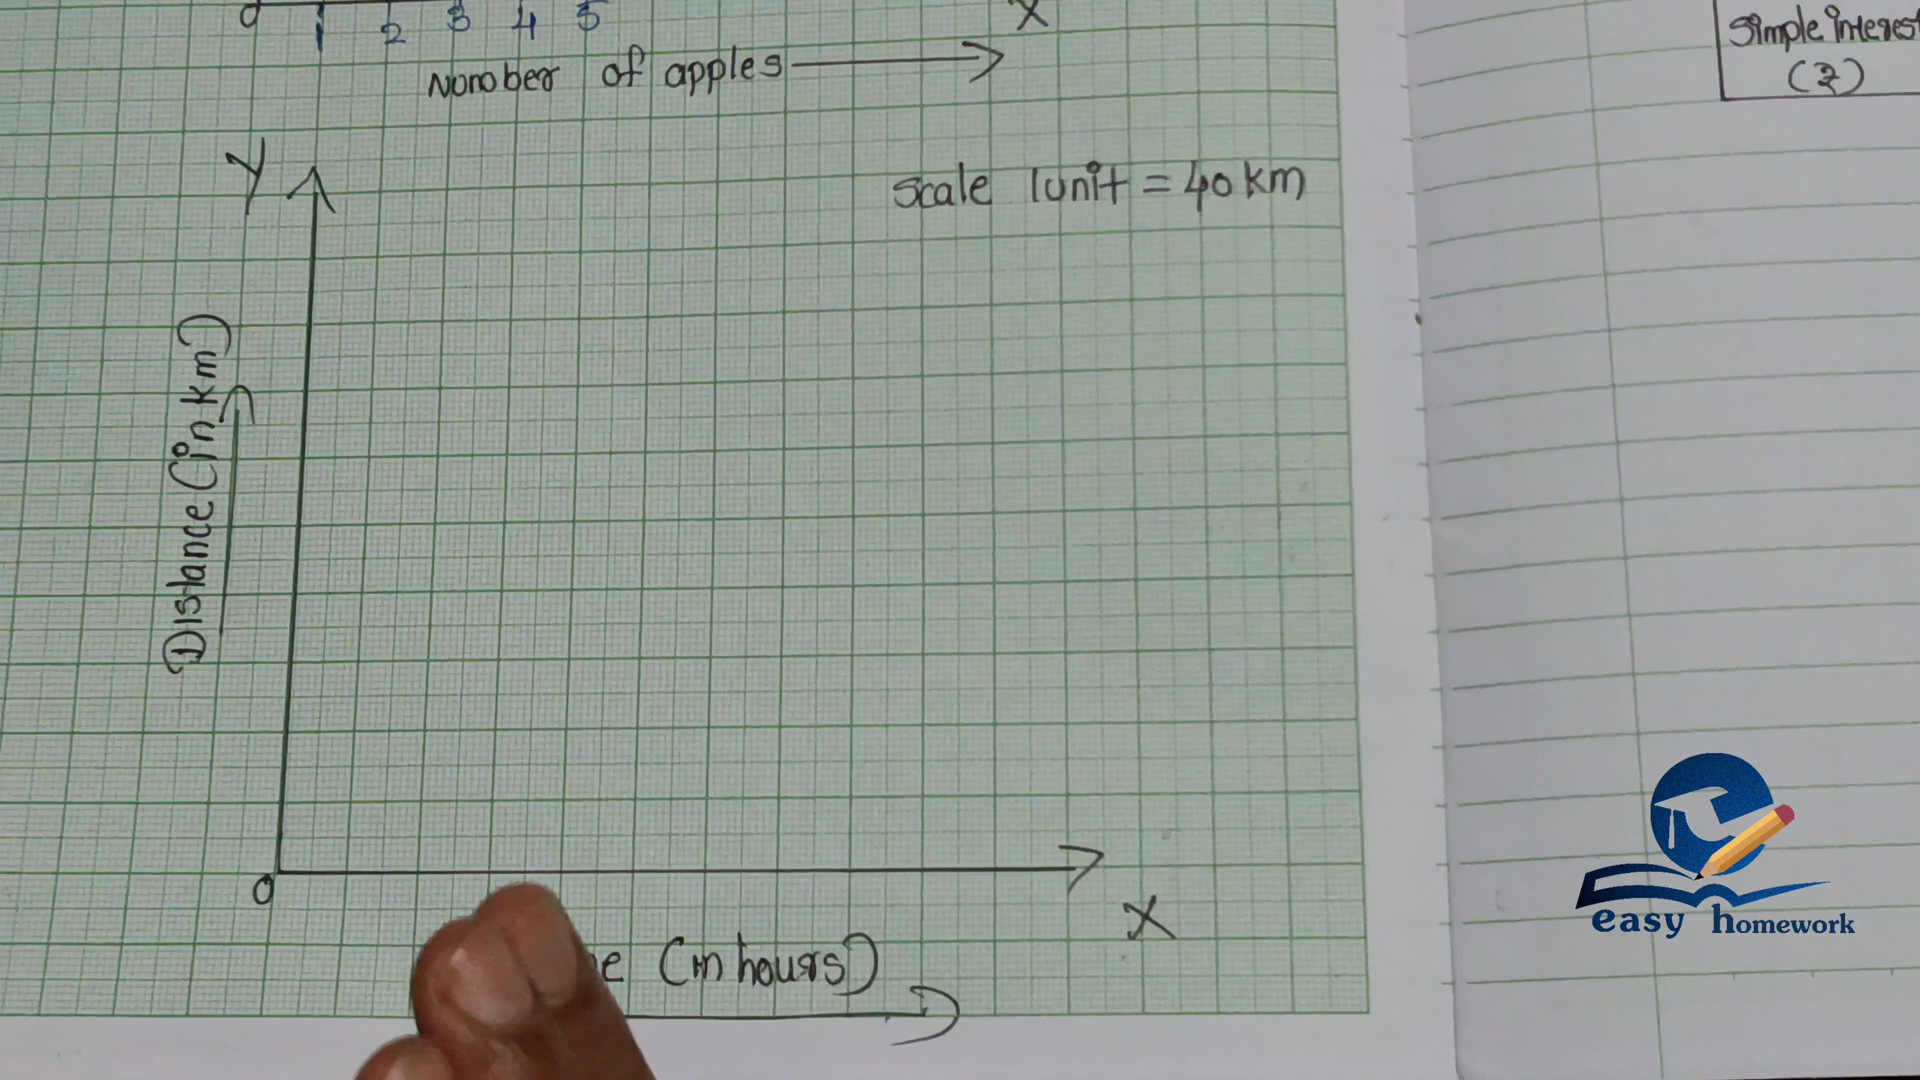 0 1 2 3 4 5 X
Number of apples
Simple interest
(₹)
Y
scale 1unit = 40 km
Distance (in km)
0
X
e (in hours)
easy homework